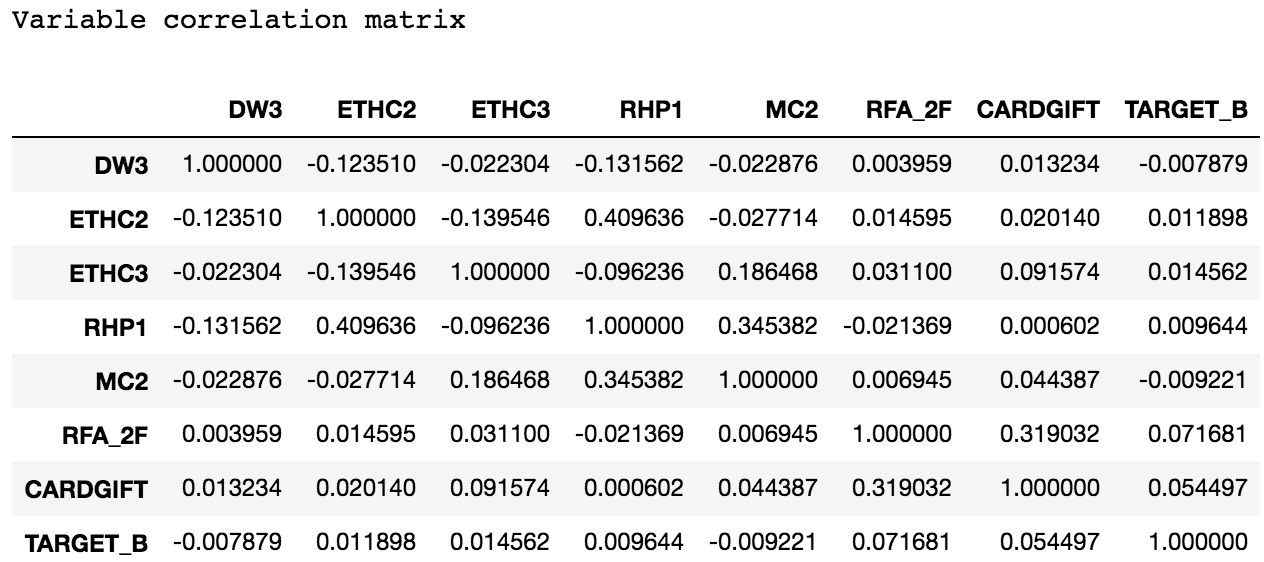 Variable correlation matrix
DW3 ETHC2 ETHC3 RHP1 MC2 RFA_2F CARDGIFT TARGET_B
DW3 1.000000 -0.123510 -0.022304 -0.131562 -0.022876 0.003959 0.013234 -0.007879
ETHC2 -0.123510 1.000000 -0.139546 0.409636 -0.027714 0.014595 0.020140 0.011898
ETHC3 -0.022304 -0.139546 1.000000 -0.096236 0.186468 0.031100 0.091574 0.014562
RHP1 -0.131562 0.409636 -0.096236 1.000000 0.345382 -0.021369 0.000602 0.009644
MC2 -0.022876 -0.027714 0.186468 0.345382 1.000000 0.006945 0.044387 -0.009221
RFA_2F 0.003959 0.014595 0.031100 -0.021369 0.006945 1.000000 0.319032 0.071681
CARDGIFT 0.013234 0.020140 0.091574 0.000602 0.044387 0.319032 1.000000 0.054497
TARGET_B -0.007879 0.011898 0.014562 0.009644 -0.009221 0.071681 0.054497 1.000000